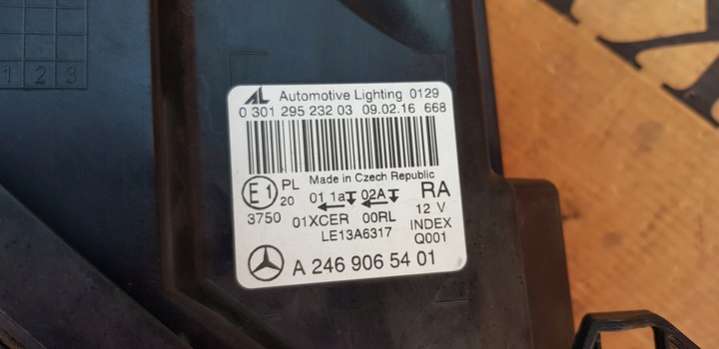 1 2 3
AL Automotive Lighting 0129
0 301 295 232 03 09.02.16 668
Made in Czech Republic
E1 PL 01 1a 02A RA
20
3750 01XCER 00RL 12 V
LE13A6317 INDEX
Q001
A 246 906 54 01